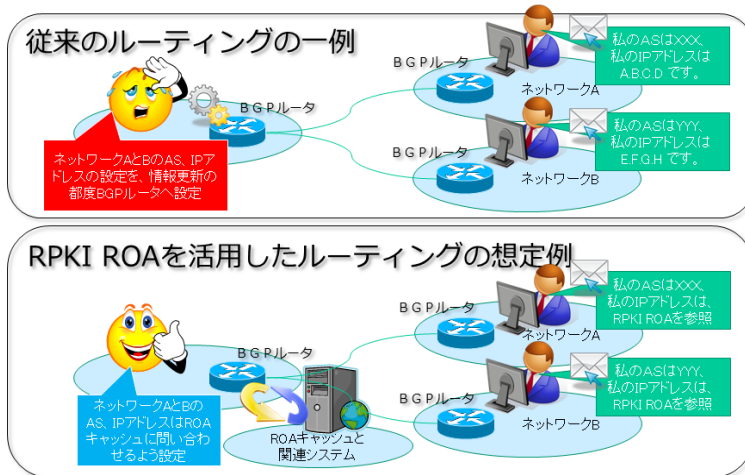 従来のルーティングの一例
私のASはXXX、
私のIPアドレスは
A.B.C.D です。
BGPルータ
ネットワークA
BGPルータ
BGPルータ
私のASはYYY、
私のIPアドレスは
E.F.G.H です。
ネットワークB
ネットワークAとBのAS、IPア
ドレスの設定を、情報更新の
都度BGPルータへ設定
RPKI ROAを活用したルーティングの想定例
私のASはXXX、
私のIPアドレスは、
RPKI ROAを参照
BGPルータ
ネットワークA
BGPルータ
BGPルータ
私のASはYYY、
私のIPアドレスは、
RPKI ROAを参照
ネットワークB
ネットワークAとBの
AS、IPアドレスはROA
キャッシュに問い合わ
せるよう設定
ROAキャッシュと
関連システム